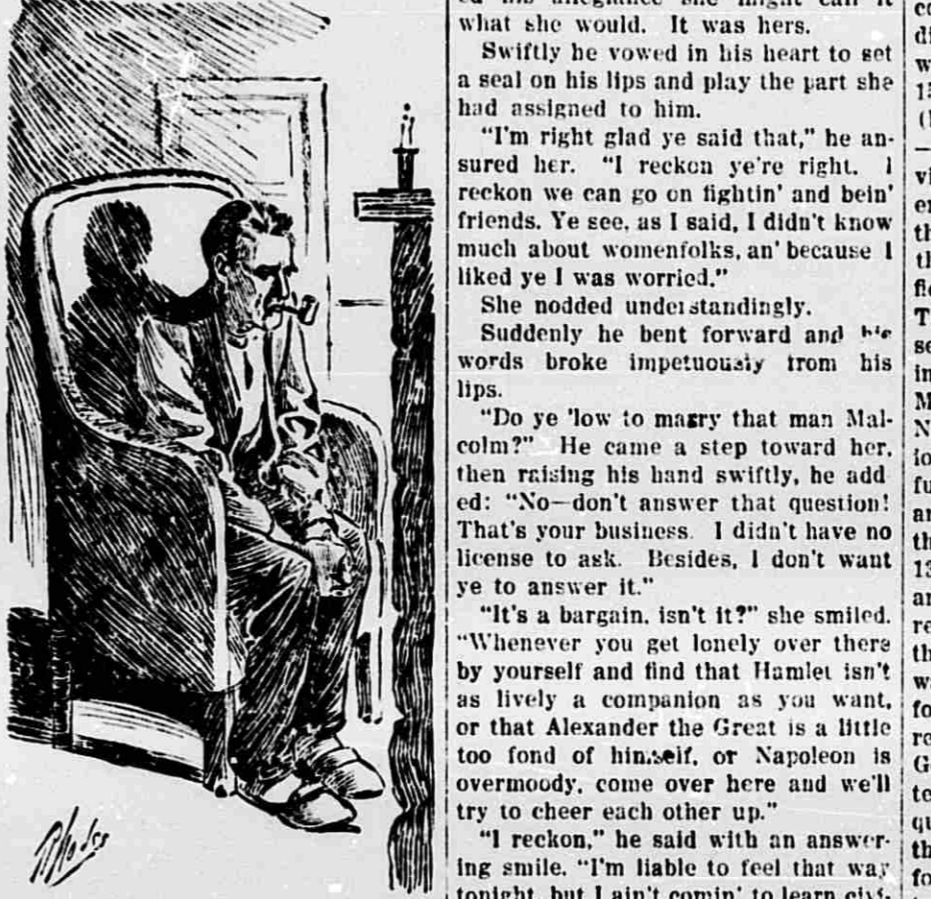 what she would. It was hers.
Swiftly he vowed in his heart to set
a seal on his lips and play the part she
had assigned to him.
"I'm right glad ye said that," he an-
sured her. "I reckon ye're right. I
reckon we can go on fightin' and bein'
friends. Ye see, as I said, I didn't know
much about womenfolks, an' because I
liked ye I was worried."
She nodded understandingly.
Suddenly he bent forward and his
words broke impetuously from his
lips.
"Do ye 'low to marry that man Mal-
colm?" He came a step toward her,
then raising his hand swiftly, he add
ed: "No—don't answer that question!
That's your business. I didn't have no
license to ask. Besides, I don't want
ye to answer it."
"It's a bargain, isn't it?" she smiled.
"Whenever you get lonely over there
by yourself and find that Hamlet isn't
as lively a companion as you want,
or that Alexander the Great is a little
too fond of himself, or Napoleon is
overmoody, come over here and we'll
try to cheer each other up."
"I reckon," he said with an answer-
ing smile. "I'm liable to feel that way
tonight, but I ain't comin' to learn